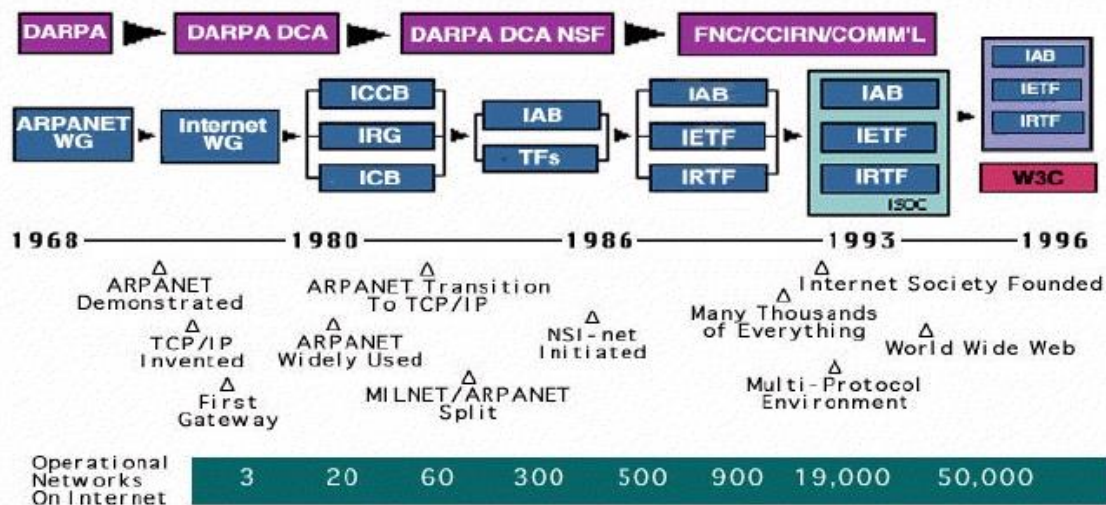 DARPA
DARPA DCA
DARPA DCA NSF
FNC/CCIRN/COMM'L
IAB
IETF
IRTF
W3C
ARPANET
WG
Internet
WG
ICCB
IRG
ICB
IAB
TFs
IAB
IETF
IRTF
IAB
IETF
IRTF
ISOC
1968
1980
1986
1993
1996
ARPANET
Demonstrated
TCP/IP
Invented
First
Gateway
ARPANET Transition
To TCP/IP
ARPANET
Widely Used
MILNET/ARPANET
Split
NSI-net
Initiated
Internet Society Founded
Many Thousands
of Everything
World Wide Web
Multi-Protocol
Environment
Operational
Networks
On Internet
3 20 60 300 500 900 19,000 50,000